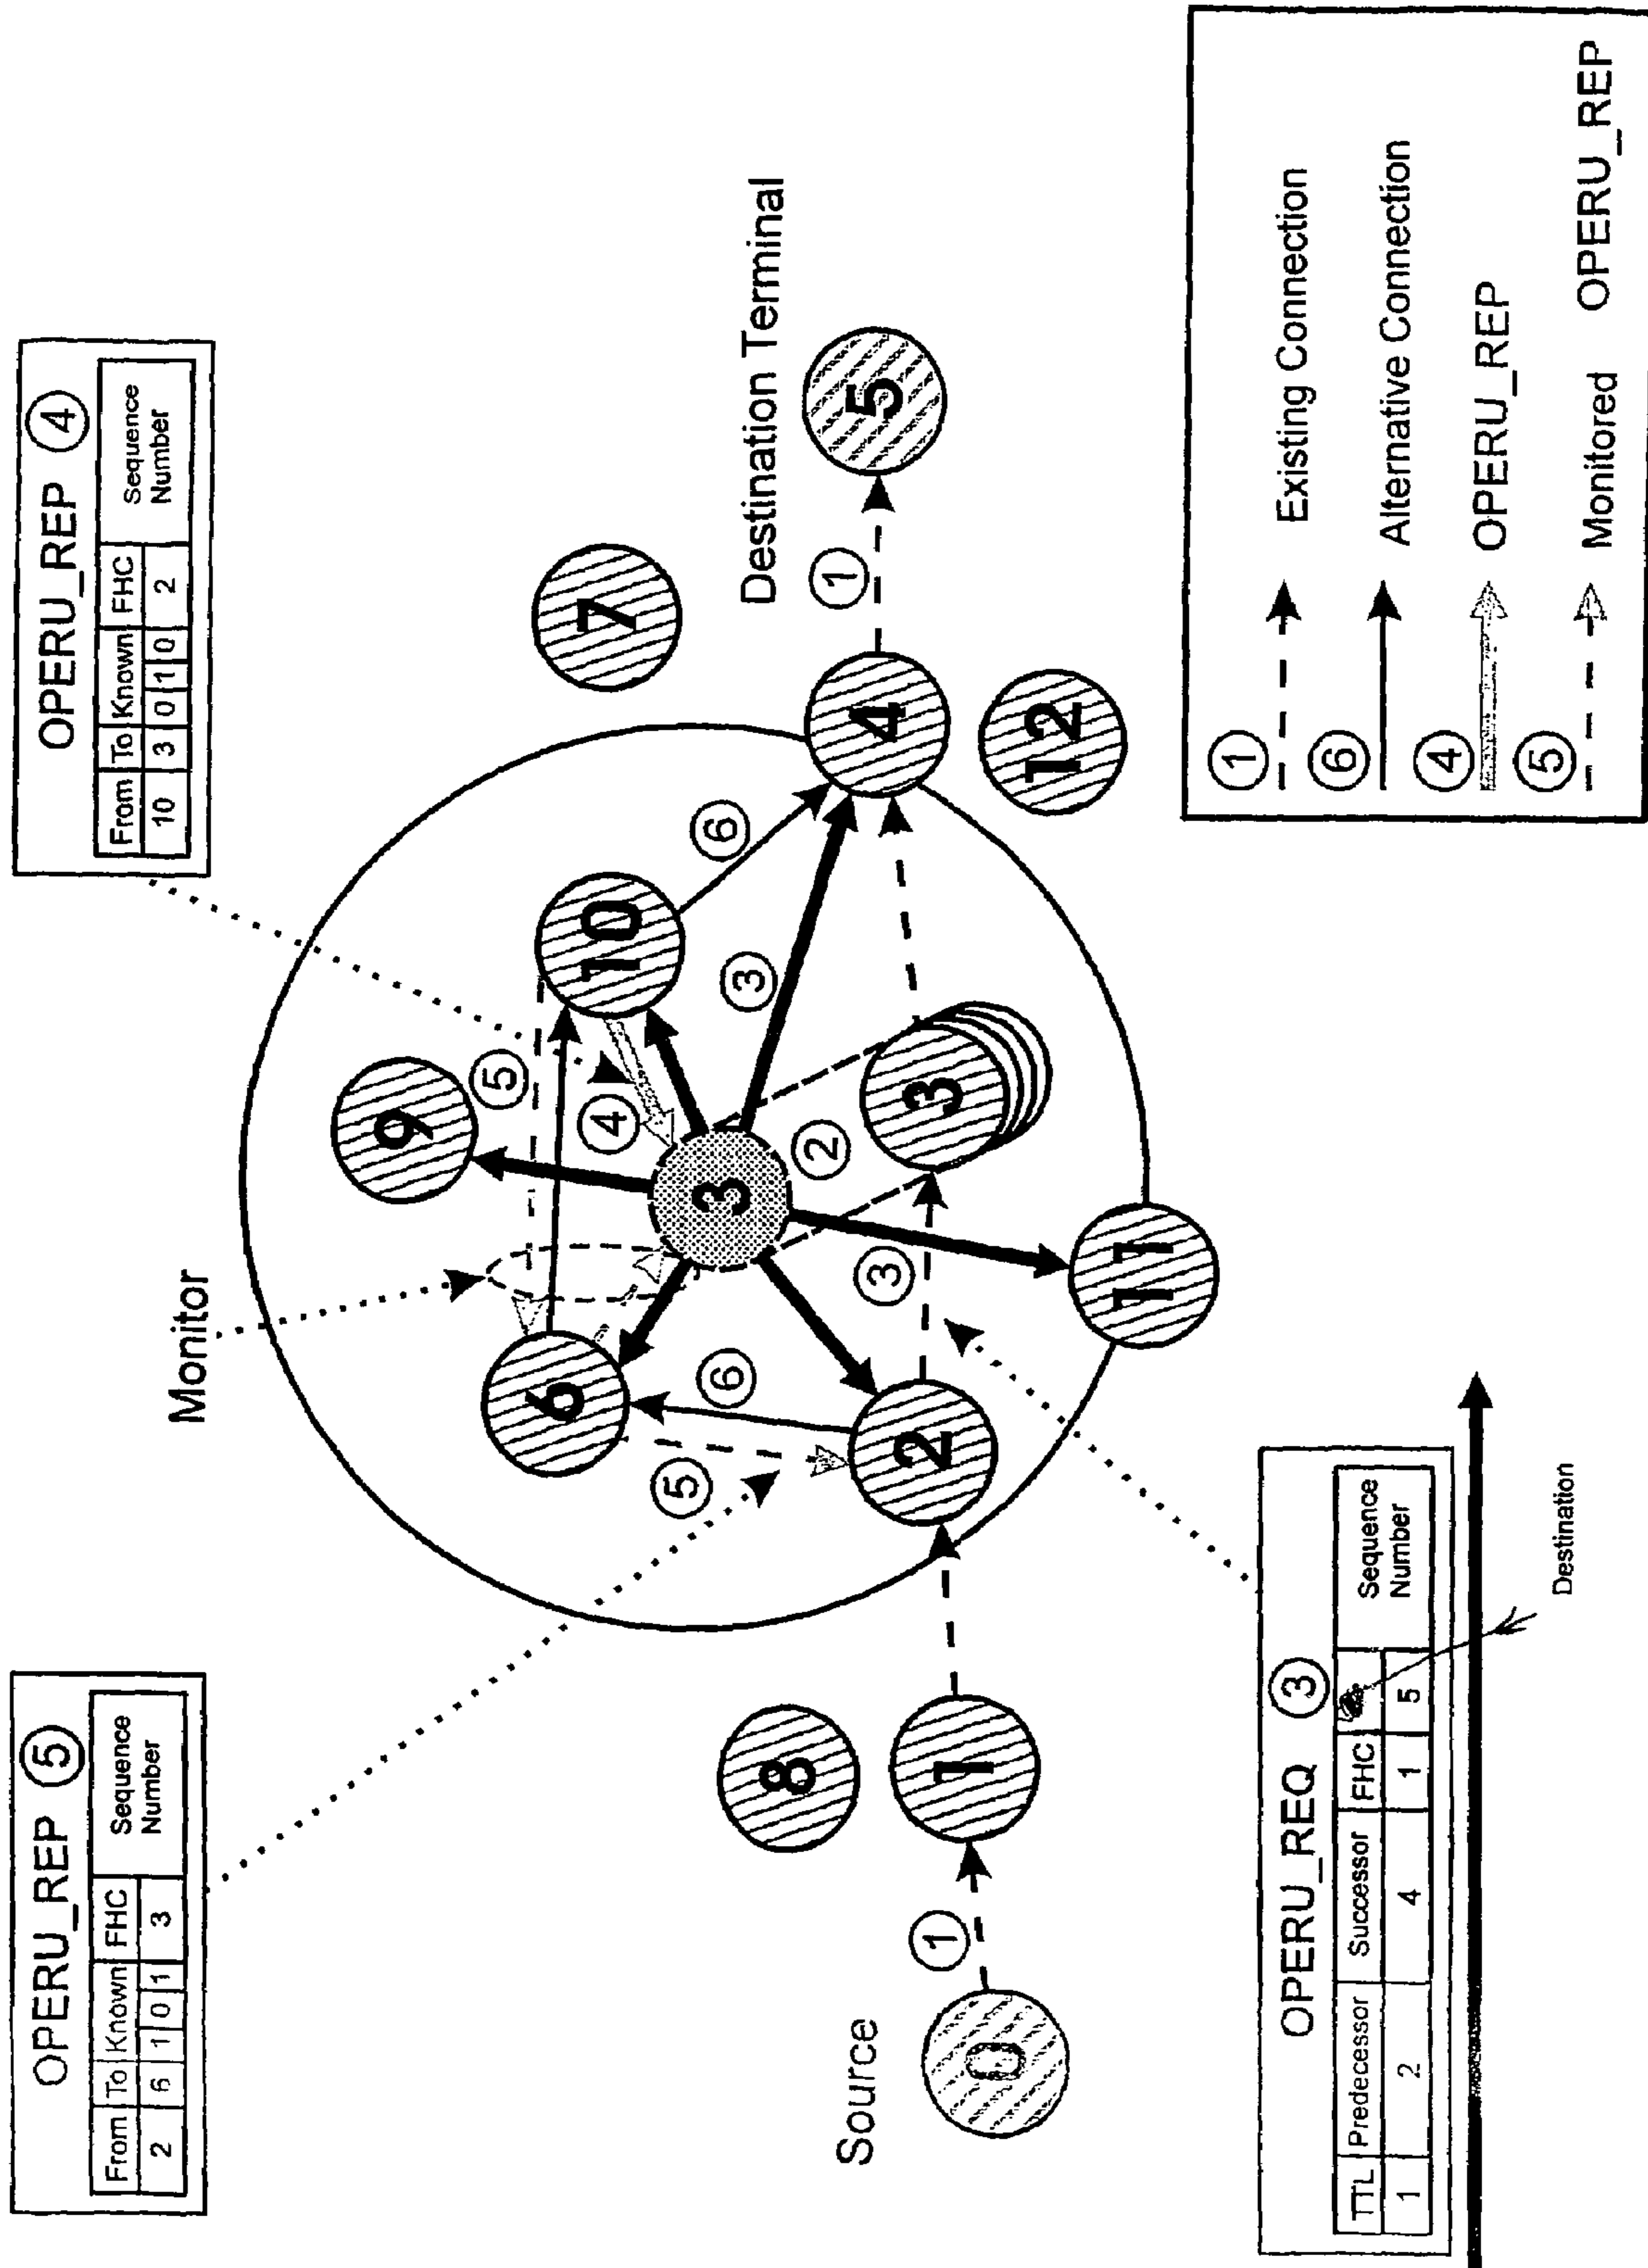 OPERU_REP ⑤
From To Known FHC Sequence Number
2 6 1 0 1 3
OPERU_REP ④
From To Known FHC Sequence Number
10 3 0 1 0 2
Monitor
9
⑤
6
10
7
④
⑤
⑥
⑥
8
3
③
②
Destination Terminal
Source
①
1
2
③
3
4
①
5
0
11
12
OPERU_REQ ③
TTL Predecessor Successor FHC Sequence Number
1 2 4 1 5
Destination
① Existing Connection
⑥ Alternative Connection
④ OPERU_REP
⑤ Monitored OPERU_REP